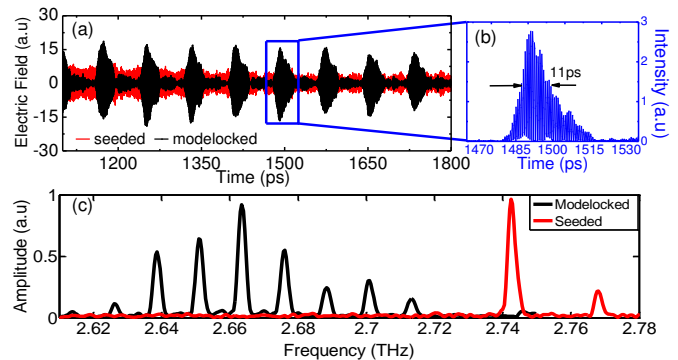 (a)
Electric Field (a.u)
30
15
0
-15
-30
seeded
modelocked
1200
1350
1500
1650
1800
Time (ps)
(b)
11ps
3
2
1
0
Intensity (a.u)
1470
1485
1500
1515
1530
Time (ps)
(c)
Amplitude (a.u)
1
0.5
0
Modelocked
Seeded
2.62
2.64
2.66
2.68
2.7
2.72
2.74
2.76
2.78
Frequency (THz)